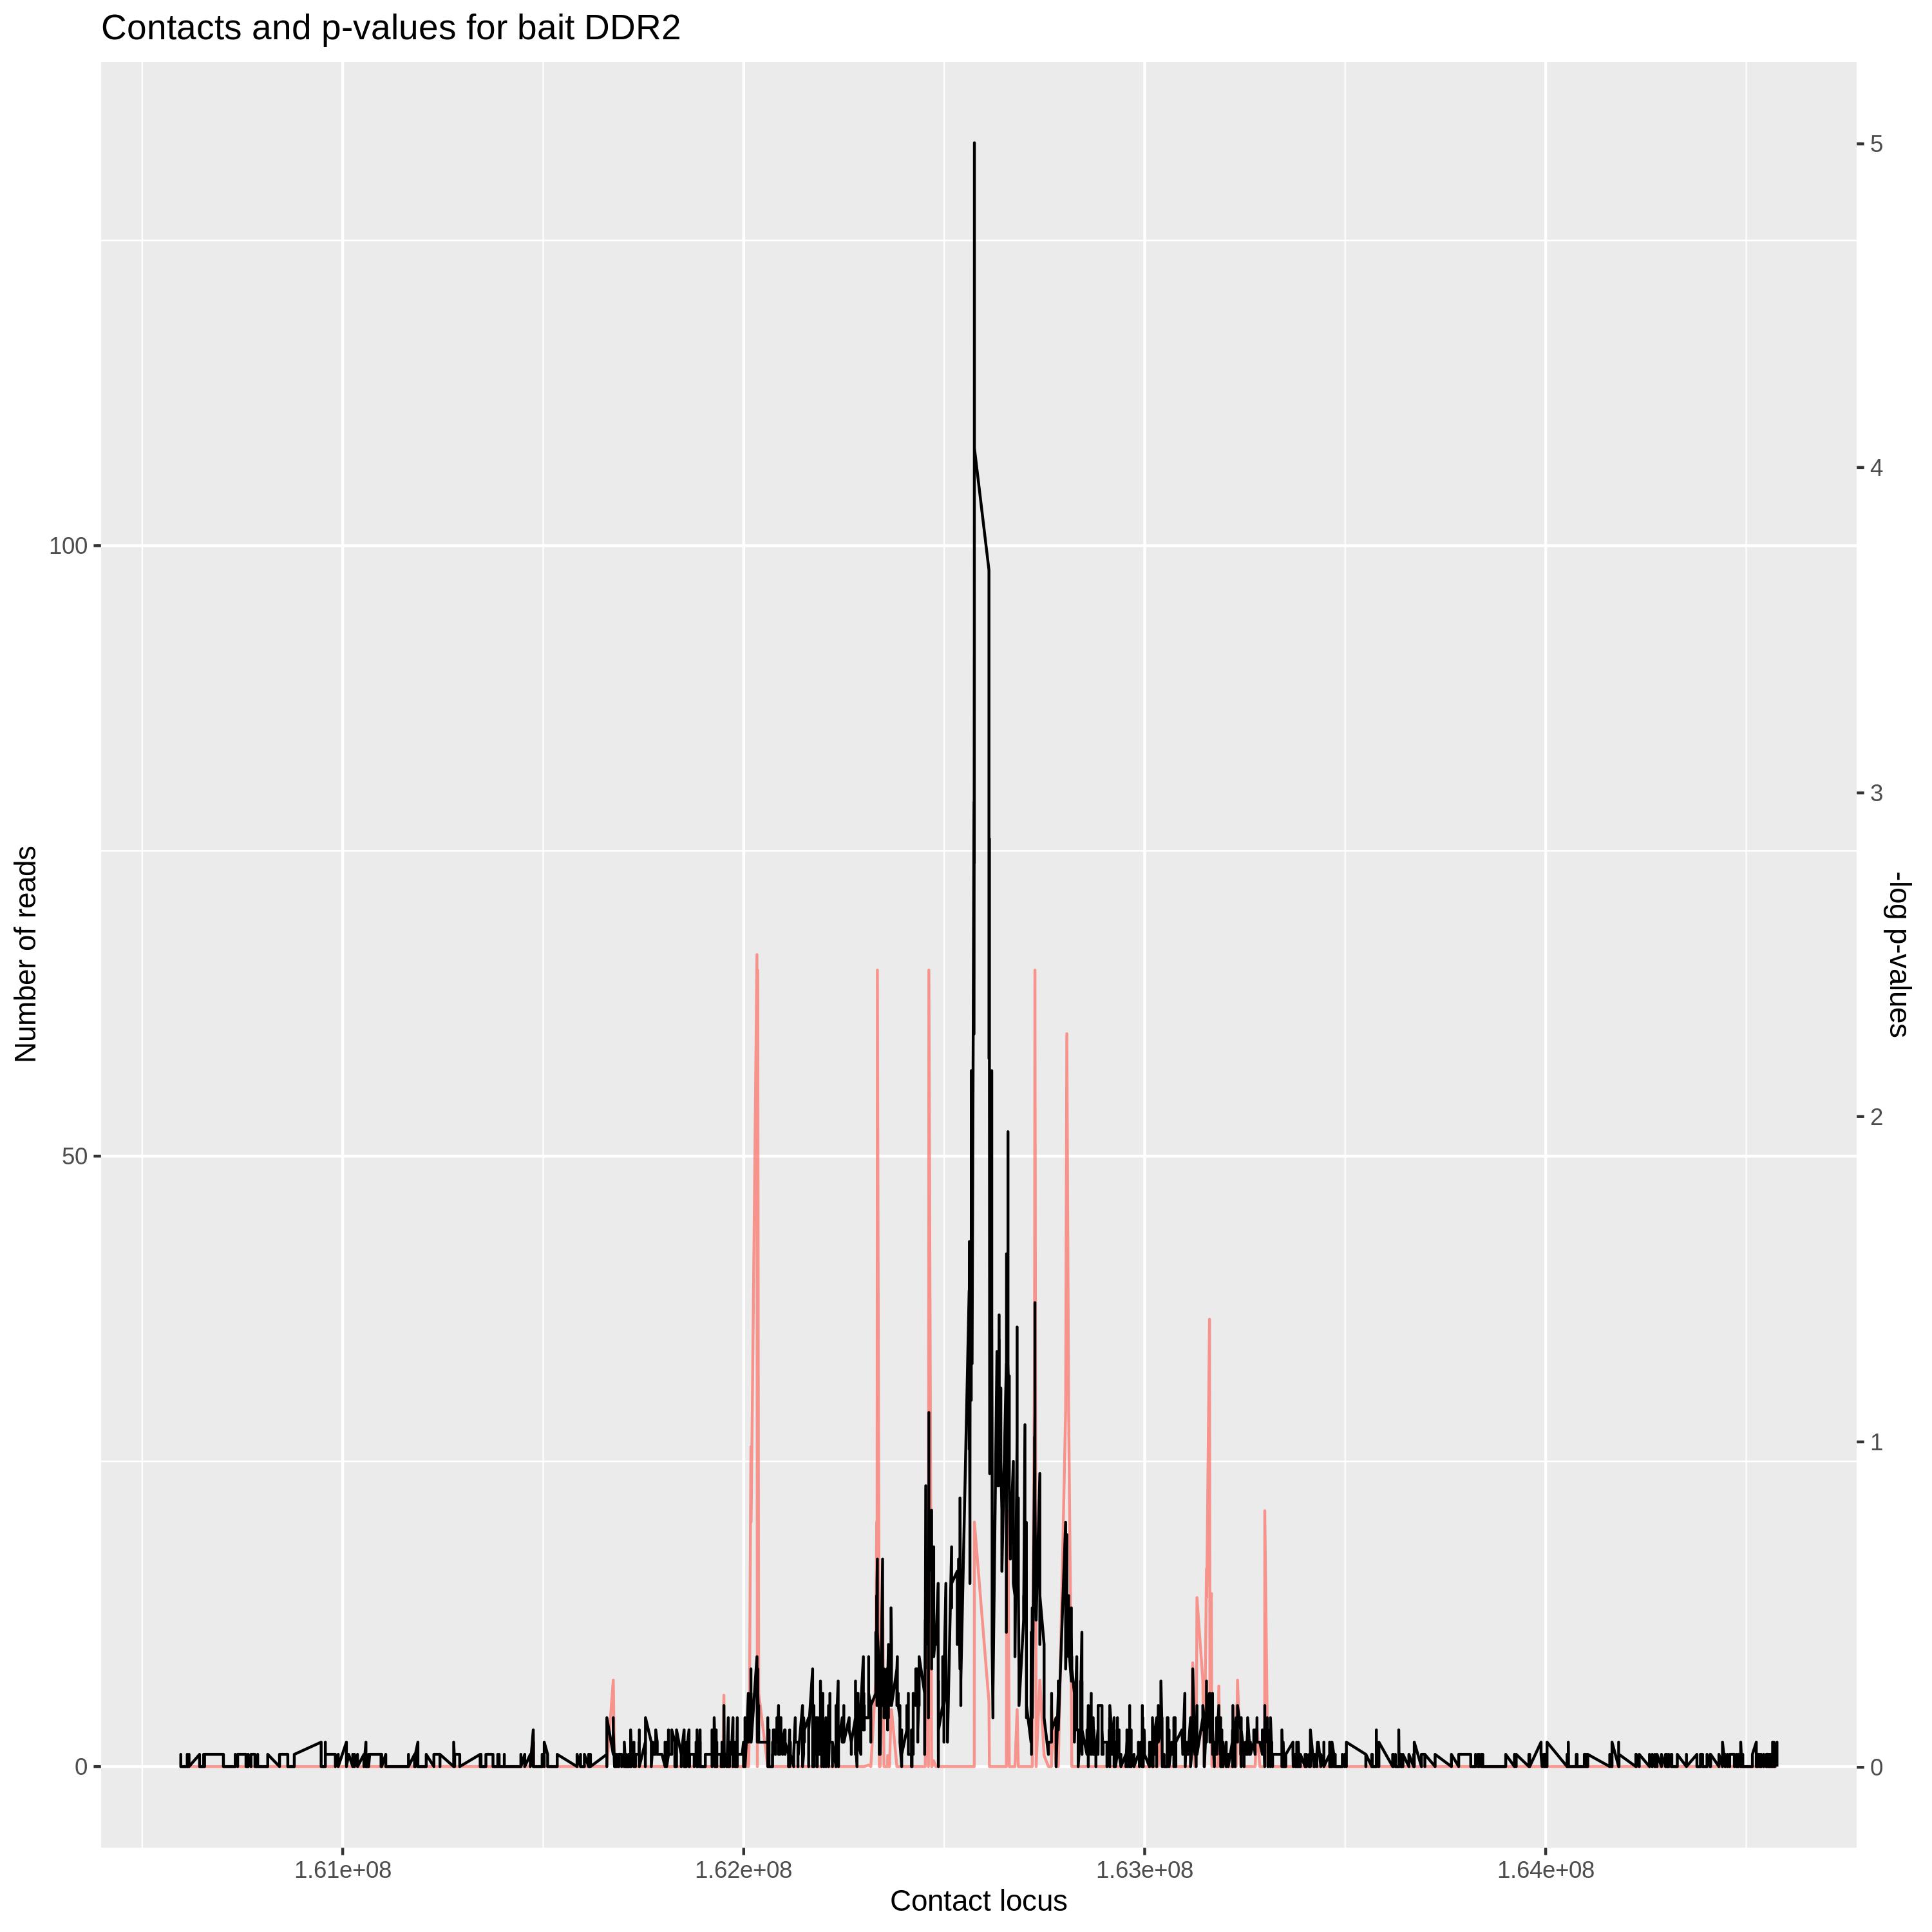 Contacts and p-values for bait DDR2
Number of reads
100
50
0
5
4
3
2
1
0
-log p-values
1.61e+08 1.62e+08 1.63e+08 1.64e+08
Contact locus